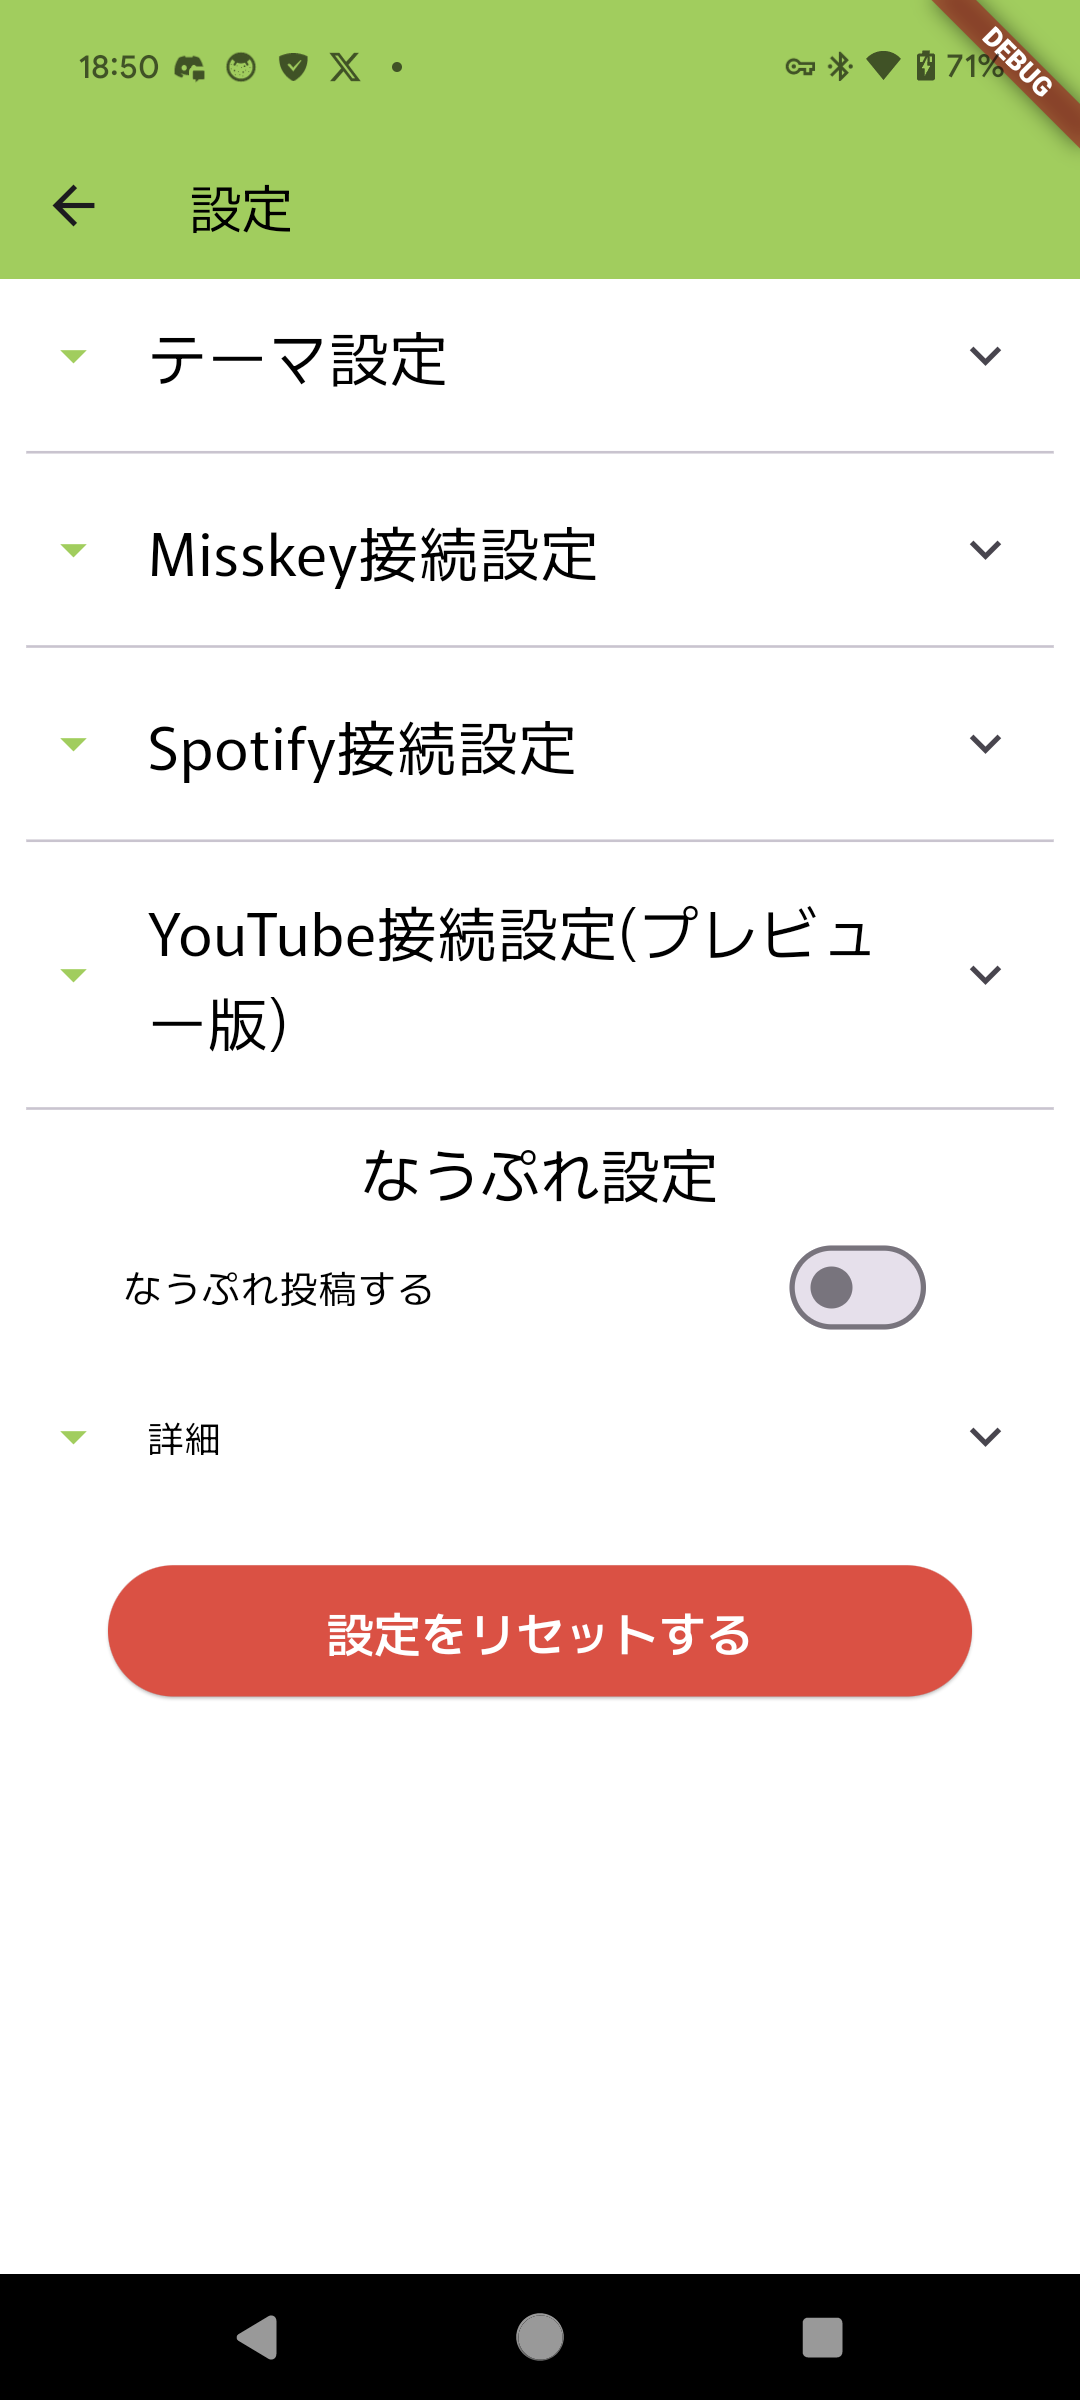 18:50
71%
DEBUG
設定
テーマ設定
Misskey接続設定
Spotify接続設定
YouTube接続設定(プレビュ
ー版)
なうぷれ設定
なうぷれ投稿する
詳細
設定をリセットする